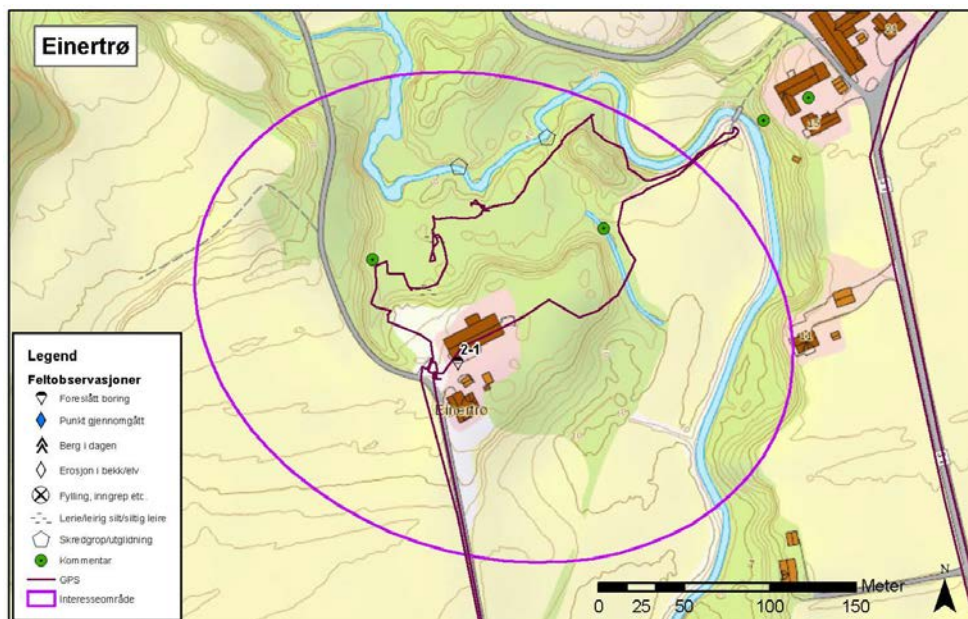 Einertrø
2-1
Einertrø
Legend
Feltobservasjoner
Foreslått boring
Punkt gjennomgått
Berg i dagen
Erosjon i bekk/elv
Fylling, inngrep etc.
Lerie/leirig silt/siltig leire
Skredgrop/utglidning
Kommentar
GPS
Interesseområde
Meter
0 25 50 100 150
N